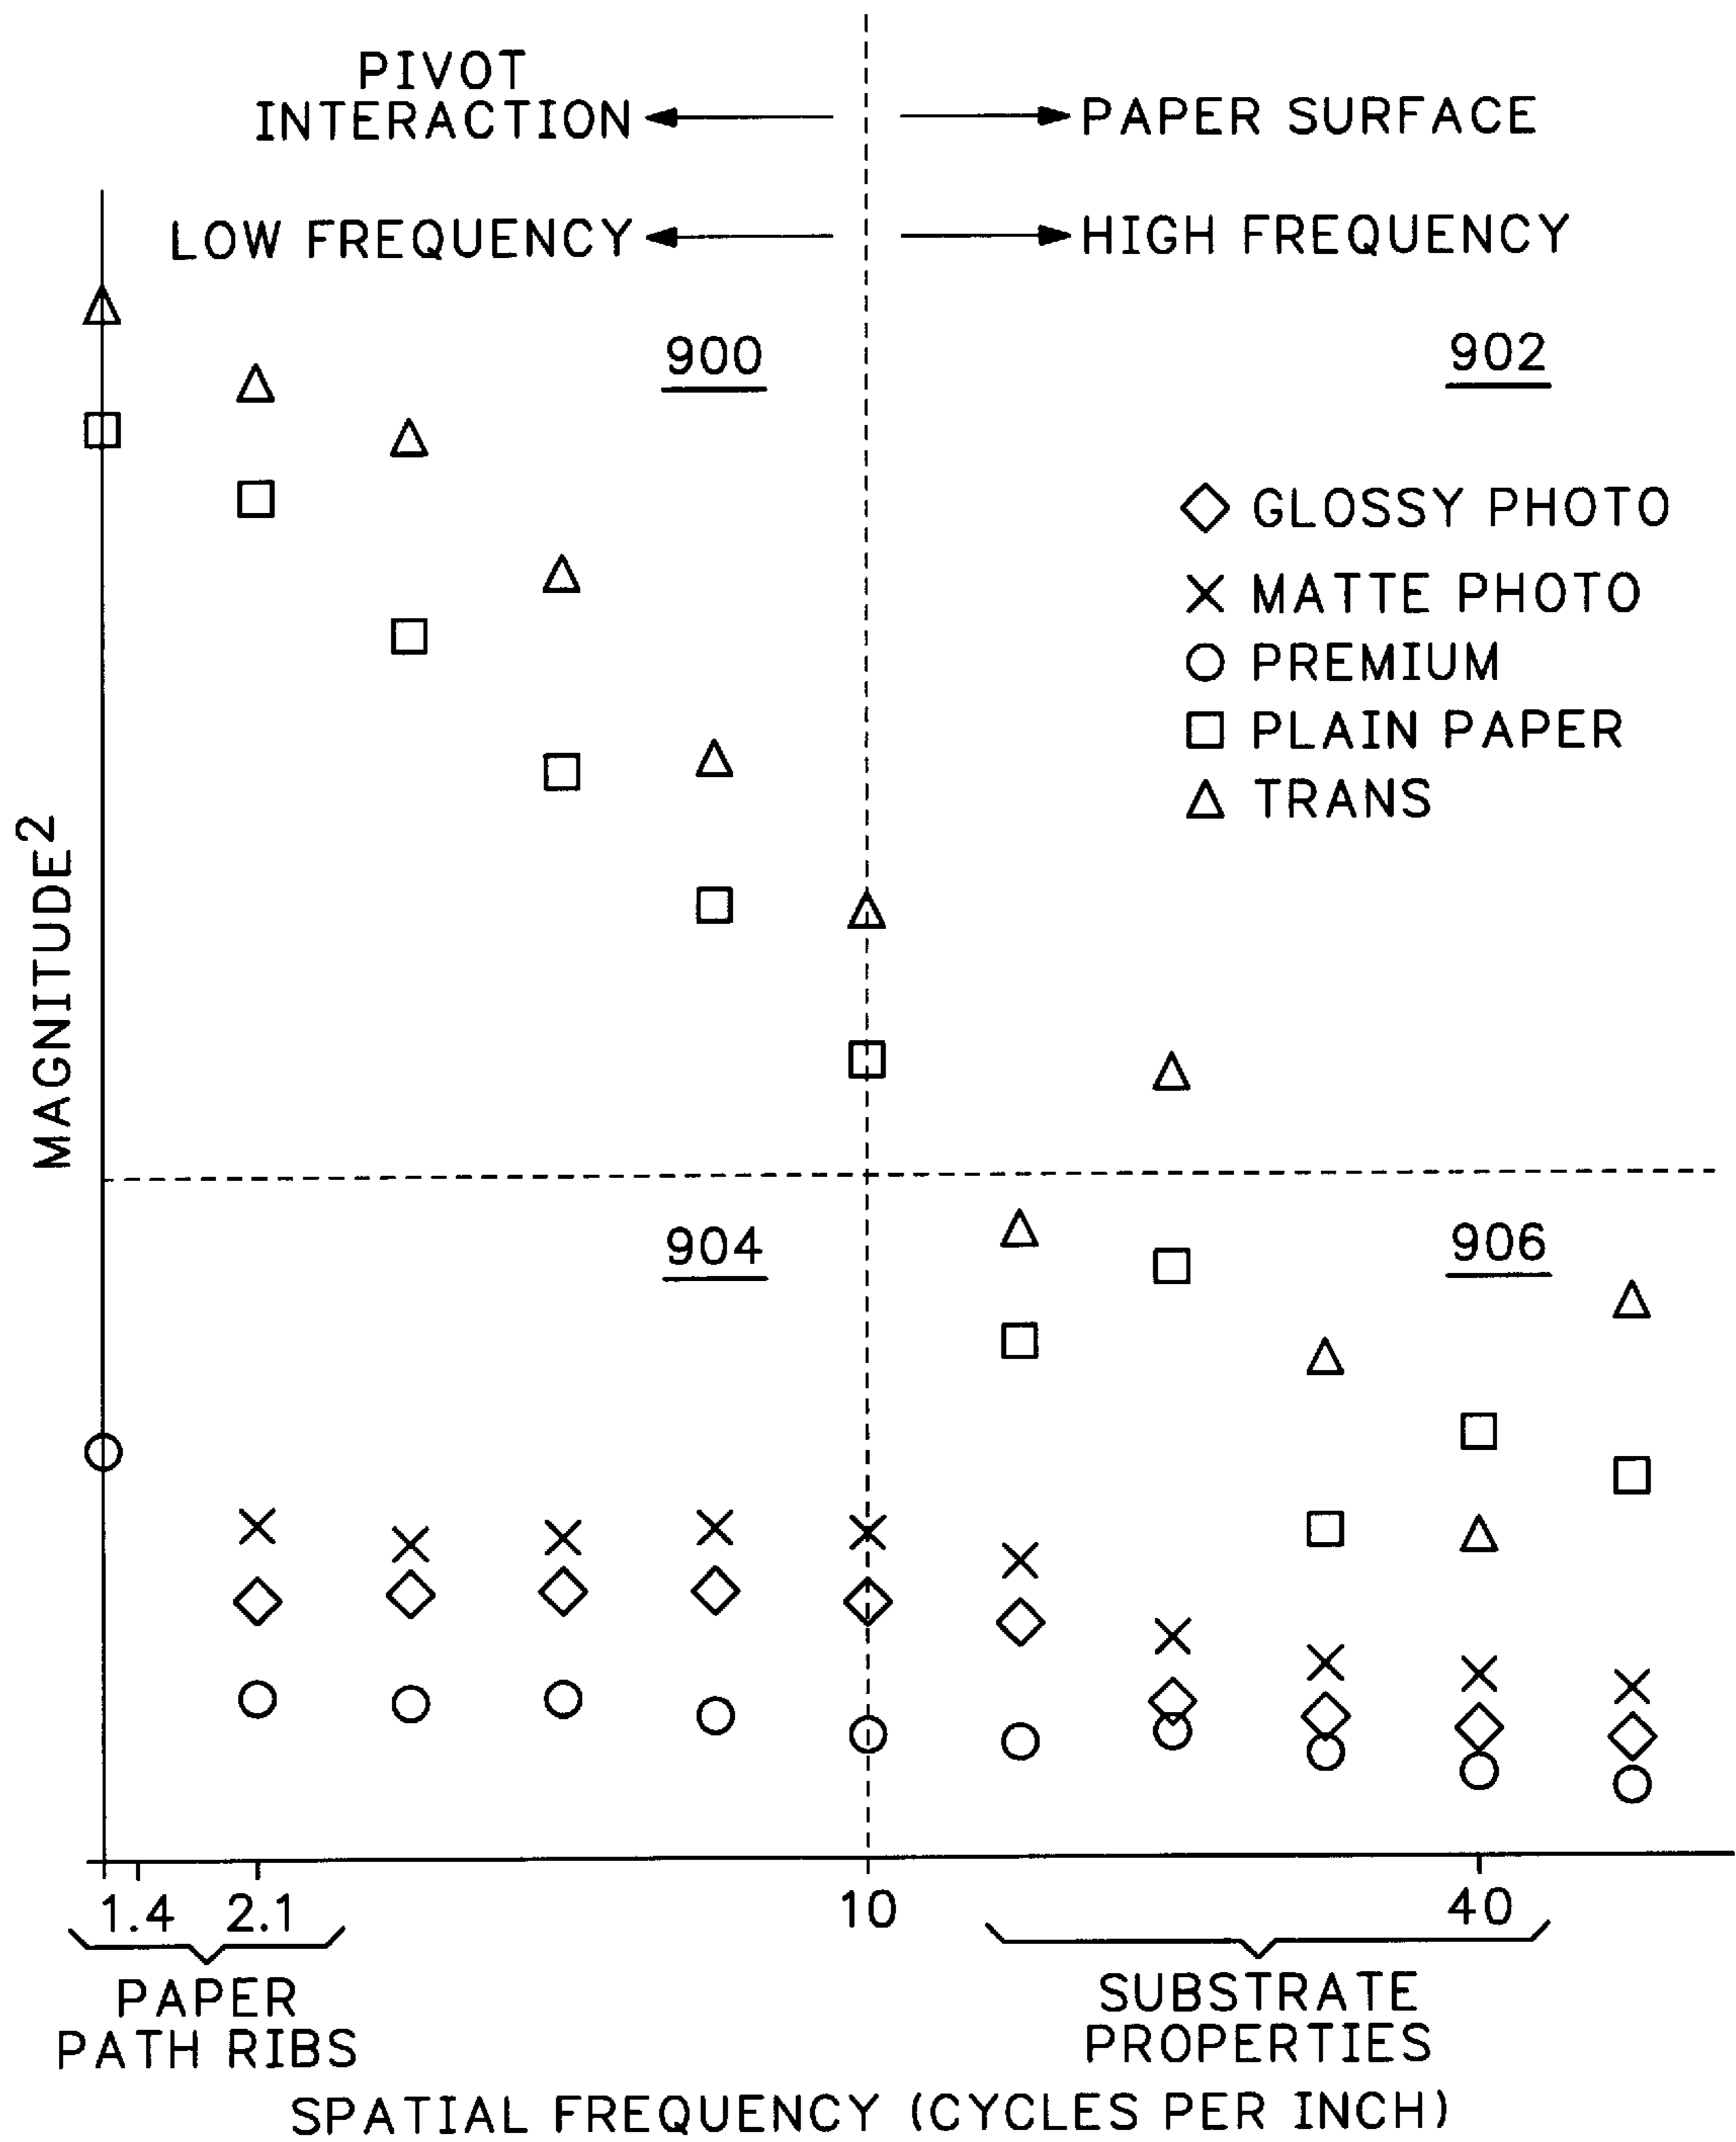 PIVOT
INTERACTION
PAPER SURFACE
LOW FREQUENCY
HIGH FREQUENCY
900
902
GLOSSY PHOTO
MATTE PHOTO
PREMIUM
PLAIN PAPER
TRANS
MAGNITUDE²
904
906
1.4
2.1
10
40
PAPER
PATH RIBS
SUBSTRATE
PROPERTIES
SPATIAL FREQUENCY (CYCLES PER INCH)